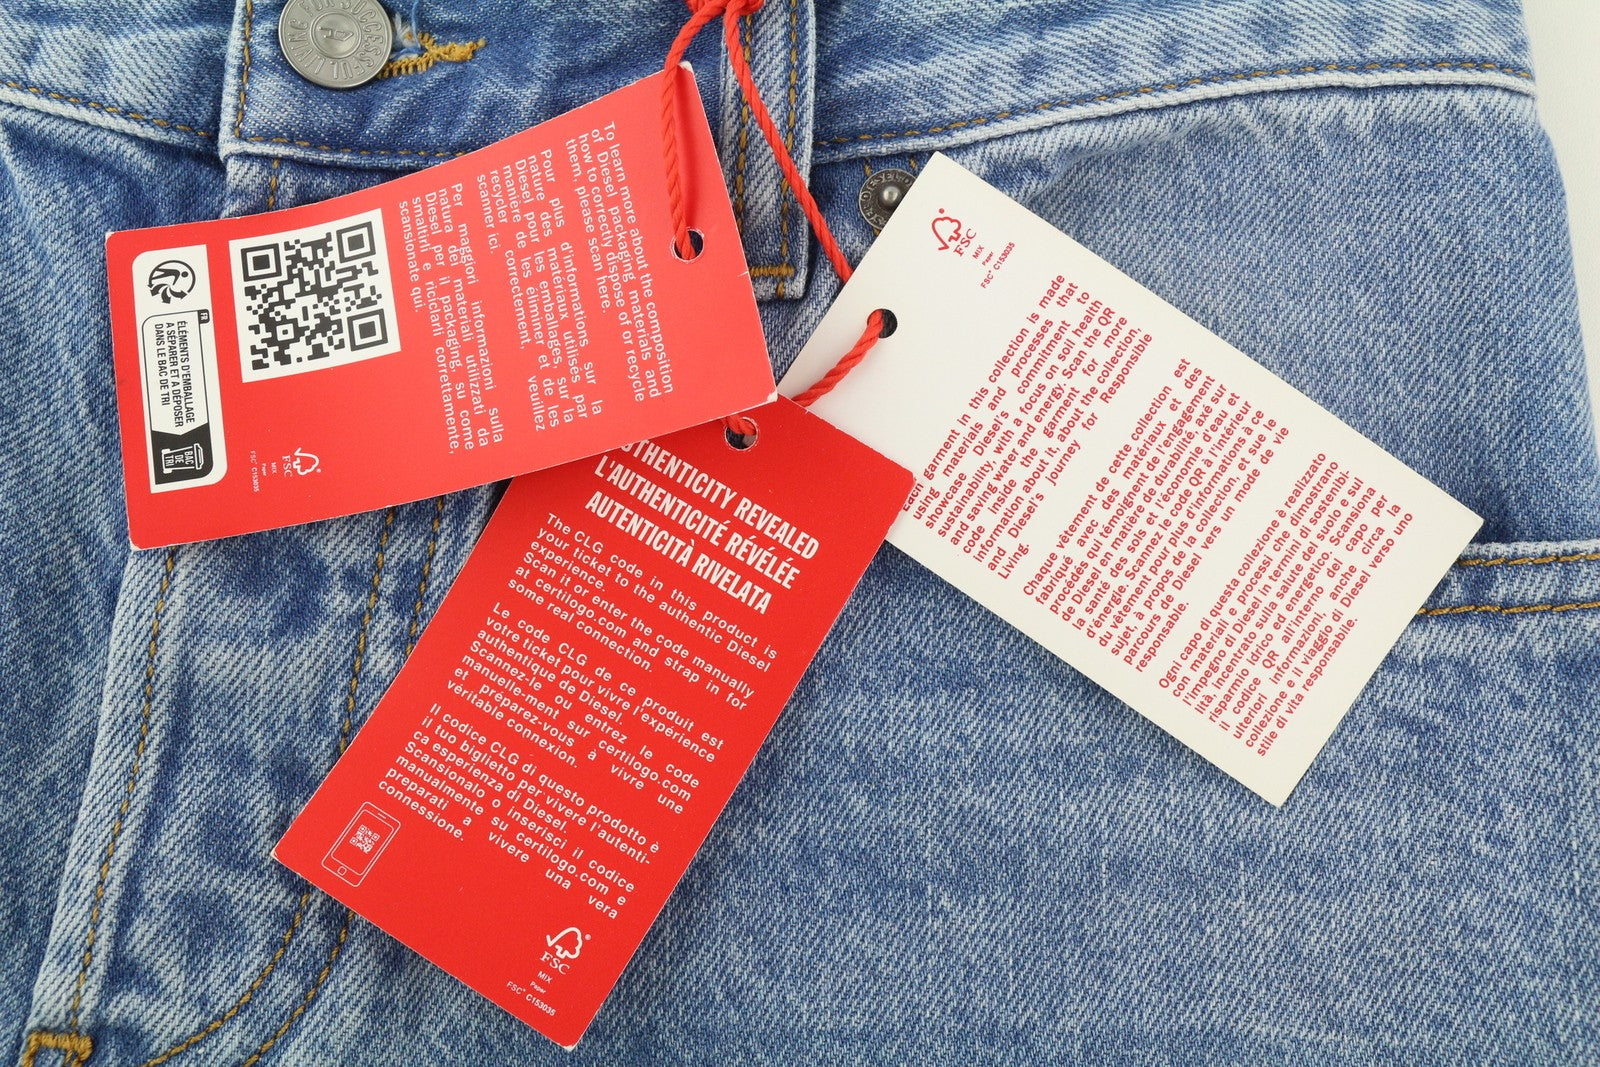 FOR SUCCESSFUL LIVING
To learn more about the composition
of Diesel packaging materials and
how to correctly dispose of or recycle
them, please scan here.
Pour plus d'informations sur la
nature des matériaux utilisés par
Diesel pour les emballages, sur la
manière de les éliminer et de les
recycler correctement, veuillez
scanner ici.
Per maggiori informazioni sulla
natura dei materiali utilizzati da
Diesel per il packaging, su come
smaltirli e riciclarli correttamente,
scansionate qui.
FR
ÉLÉMENTS D'EMBALLAGE
À SÉPARER ET À DÉPOSER
DANS LE BAC DE TRI
BAC
DE
TRI
FSC
MIX
Paper
FSC® C153035
AUTHENTICITY REVEALED
L'AUTHENTICITÉ RÉVÉLÉE
AUTENTICITÀ RIVELATA
The CLG code in this product is
your ticket to the authentic Diesel
experience.
Scan it or enter the code manually
at certilogo.com and strap in for
some real connection.
Le code CLG de ce produit est
votre ticket pour vivre l'expérience
authentique de Diesel.
Scannez-le ou entrez le code
manuelle-ment sur certilogo.com
et préparez-vous à vivre une
véritable connexion.
Il codice CLG di questo prodotto è
il tuo biglietto per vivere l'autenti-
ca esperienza di Diesel.
Scansionalo o inserisci il codice
manualmente su certilogo.com e
preparati a vivere una vera
connessione.
FSC®
MIX
Paper
FSC® C153035
FSC®
MIX
Paper
FSC® C153035
Each garment in this collection is made
using materials and processes that
showcase Diesel's commitment to
sustainability, with a focus on soil health
and saving water and energy. Scan the QR
code inside the garment for more
information about it, about the collection,
and Diesel's journey for Responsible
Living.
Chaque vêtement de cette collection est
fabriqué avec des matériaux et des
procédés qui témoignent de l'engagement
de Diesel en matière de durabilité, axé sur
la santé des sols et l'économie d'eau et
d'énergie. Scannez le code QR à l'intérieur
du vêtement pour plus d'informations à ce
sujet, à propos de la collection, et sur le
parcours de Diesel vers un mode de vie
responsable.
Ogni capo di questa collezione è realizzato
con materiali e processi che dimostrano
l'impegno di Diesel in termini di sostenibi-
lità, incentrato sulla salute del suolo e sul
risparmio idrico ed energetico. Scansiona
il codice QR all'interno del capo per
ulteriori informazioni, anche circa la
collezione e il viaggio di Diesel verso uno
stile di vita responsabile.